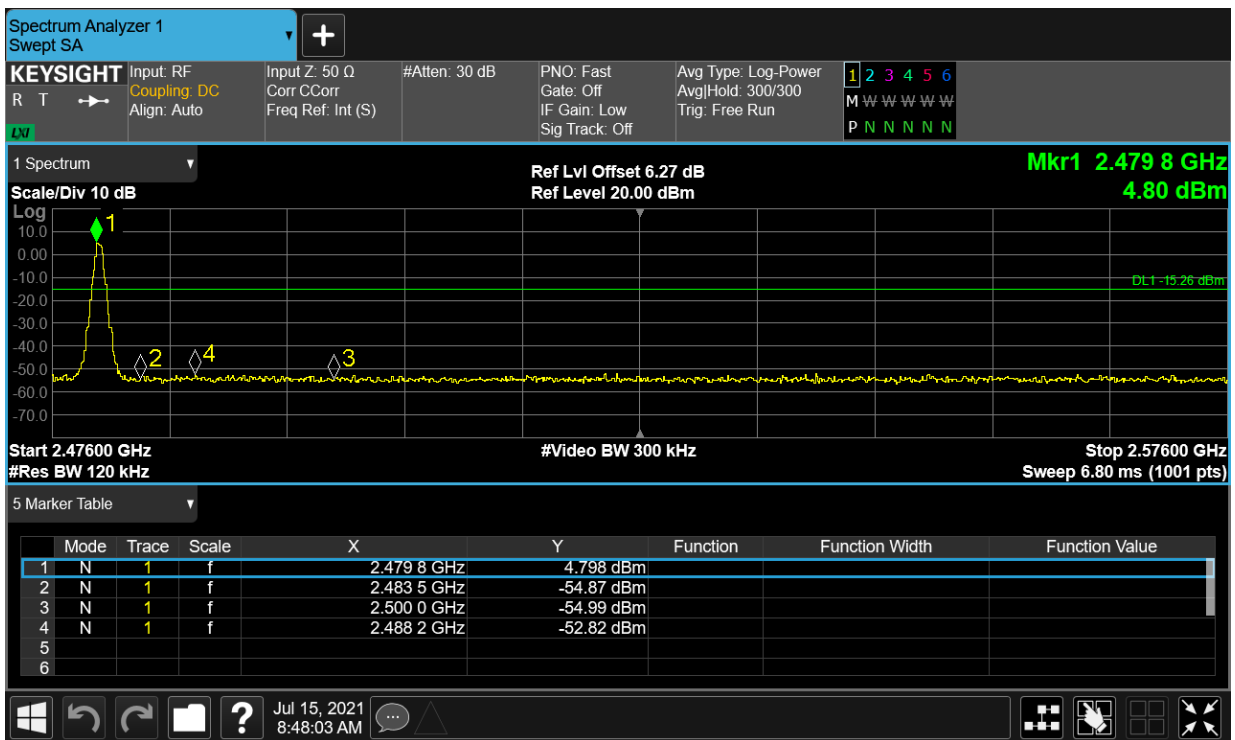 Spectrum Analyzer 1
Swept SA
+
KEYSIGHT
R T
LXI
Input: RF
Coupling: DC
Align: Auto
Input Z: 50 Ω
Corr CCorr
Freq Ref: Int (S)
#Atten: 30 dB
PNO: Fast
Gate: Off
IF Gain: Low
Sig Track: Off
Avg Type: Log-Power
Avg|Hold: 300/300
Trig: Free Run
1 2 3 4 5 6
M W W W W W
P N N N N N
1 Spectrum
Scale/Div 10 dB
Ref Lvl Offset 6.27 dB
Ref Level 20.00 dBm
Mkr1 2.479 8 GHz
4.80 dBm
Log
10.0
0.00
-10.0
-20.0
-30.0
-40.0
-50.0
-60.0
-70.0
1
DL1 -15.26 dBm
2
4
3
Start 2.47600 GHz
#Video BW 300 kHz
Stop 2.57600 GHz
#Res BW 120 kHz
Sweep 6.80 ms (1001 pts)
5 Marker Table
Mode Trace Scale X Y Function Function Width Function Value
1 N 1 f 2.479 8 GHz 4.798 dBm
2 N 1 f 2.483 5 GHz -54.87 dBm
3 N 1 f 2.500 0 GHz -54.99 dBm
4 N 1 f 2.488 2 GHz -52.82 dBm
5
6
?
Jul 15, 2021
8:48:03 AM